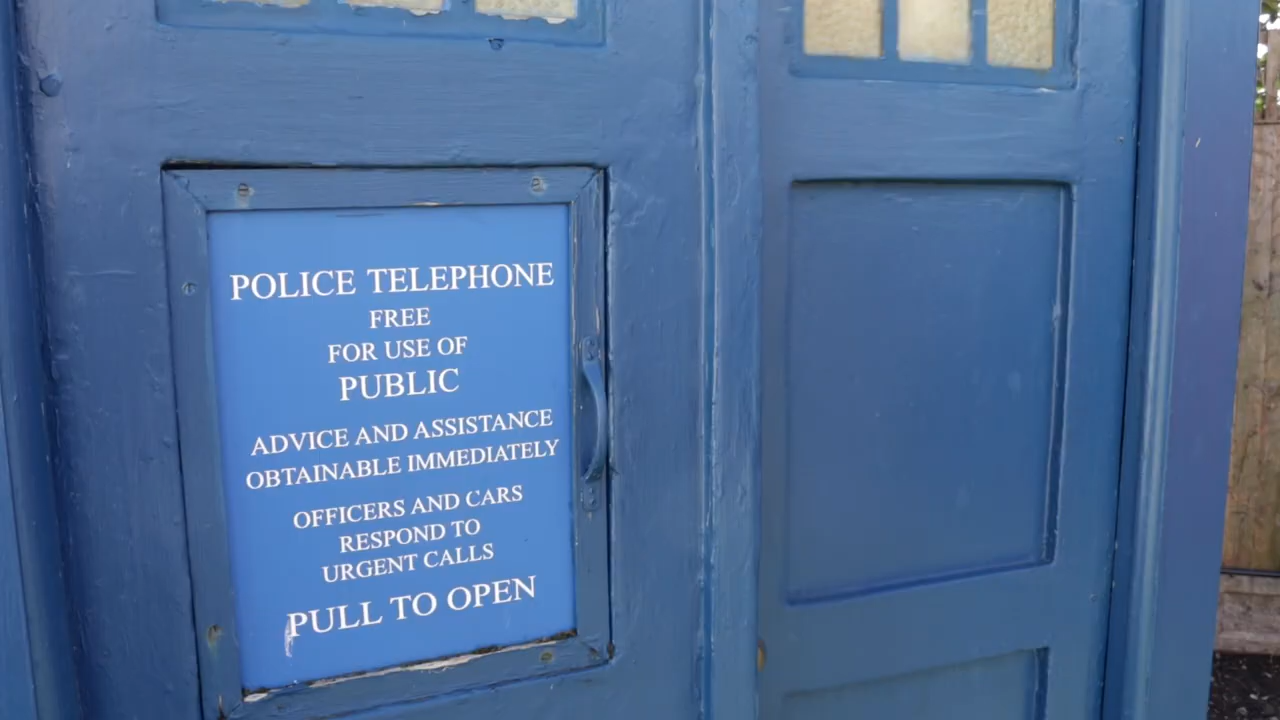 POLICE TELEPHONE
FREE
FOR USE OF
PUBLIC
ADVICE AND ASSISTANCE
OBTAINABLE IMMEDIATELY
OFFICERS AND CARS
RESPOND TO
URGENT CALLS
PULL TO OPEN